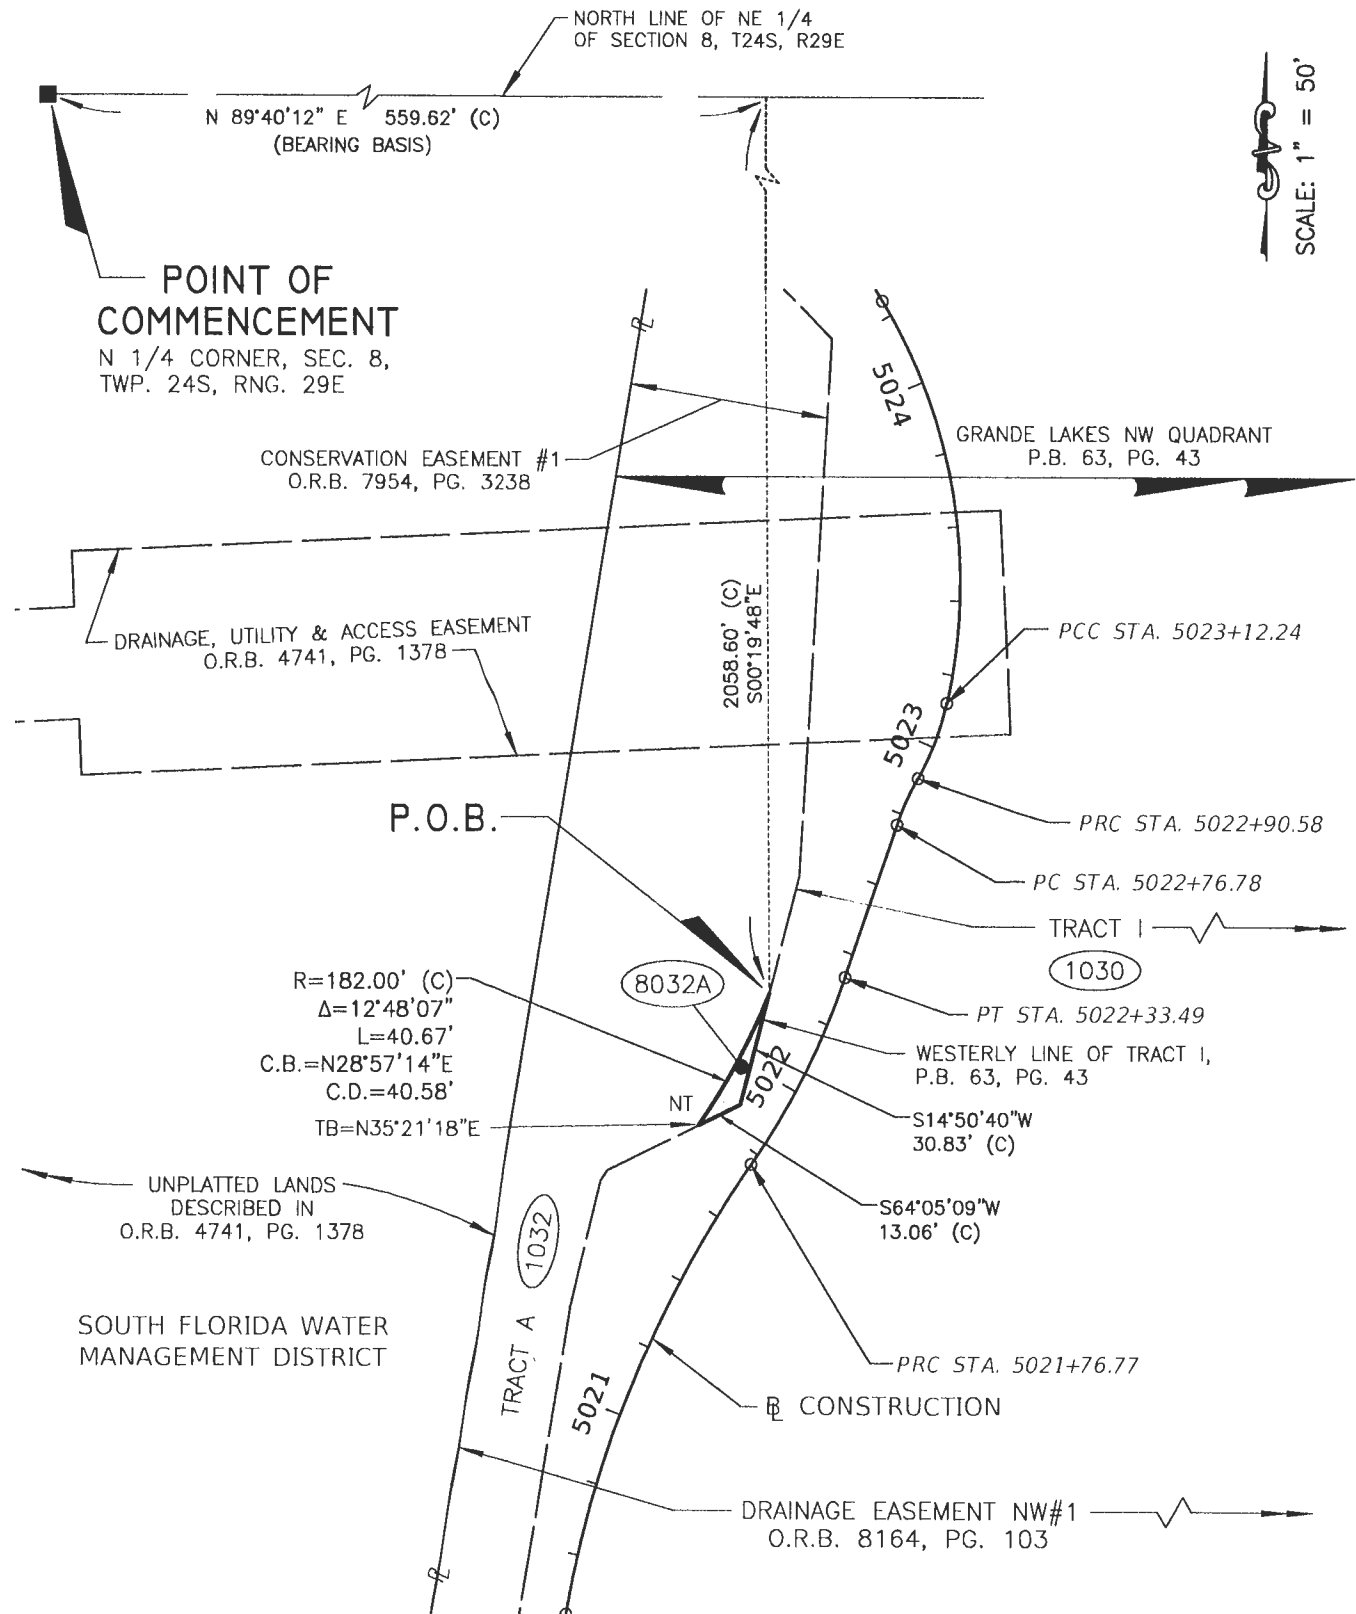 NORTH LINE OF NE 1/4
OF SECTION 8, T24S, R29E
N 89°40'12" E 559.62' (C)
(BEARING BASIS)
SCALE: 1" = 50'
POINT OF
COMMENCEMENT
N 1/4 CORNER, SEC. 8,
TWP. 24S, RNG. 29E
PL
5024
GRANDE LAKES NW QUADRANT
P.B. 63, PG. 43
CONSERVATION EASEMENT #1
O.R.B. 7954, PG. 3238
2058.60' (C)
S00°19'48"E
DRAINAGE, UTILITY & ACCESS EASEMENT
O.R.B. 4741, PG. 1378
PCC STA. 5023+12.24
5023
P.O.B.
PRC STA. 5022+90.58
PC STA. 5022+76.78
TRACT I
1030
8032A
R=182.00' (C)
Δ=12°48'07"
L=40.67'
C.B.=N28°57'14"E
C.D.=40.58'
TB=N35°21'18"E
NT
PT STA. 5022+33.49
WESTERLY LINE OF TRACT I,
P.B. 63, PG. 43
5022
S14°50'40"W
30.83' (C)
UNPLATTED LANDS
DESCRIBED IN
O.R.B. 4741, PG. 1378
S64°05'09"W
13.06' (C)
1032
TRACT A
SOUTH FLORIDA WATER
MANAGEMENT DISTRICT
PRC STA. 5021+76.77
5021
BL CONSTRUCTION
DRAINAGE EASEMENT NW#1
O.R.B. 8164, PG. 103
PL